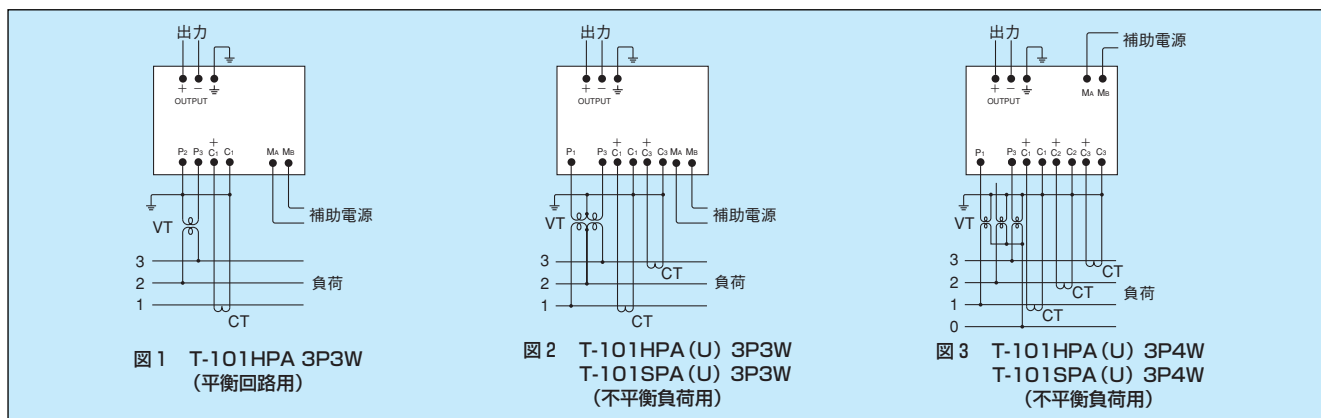 出力
+ − ⏚
OUTPUT
P2 P3 +C1 C1 MA MB
補助電源
VT
3
2 負荷
1
CT
図1 T-101HPA 3P3W
(平衡回路用)
出力
+ − ⏚
OUTPUT
P1 P3 +C1 C1 +C3 C3 MA MB
補助電源
VT
3
CT
2 負荷
1
CT
図2 T-101HPA(U) 3P3W
T-101SPA(U) 3P3W
(不平衡負荷用)
出力
補助電源
+ − ⏚ MA MB
OUTPUT
P1 P3 +C1 C1 +C2 C2 +C3 C3
VT
3
CT
2
CT 負荷
1
CT
0
図3 T-101HPA(U) 3P4W
T-101SPA(U) 3P4W
(不平衡負荷用)